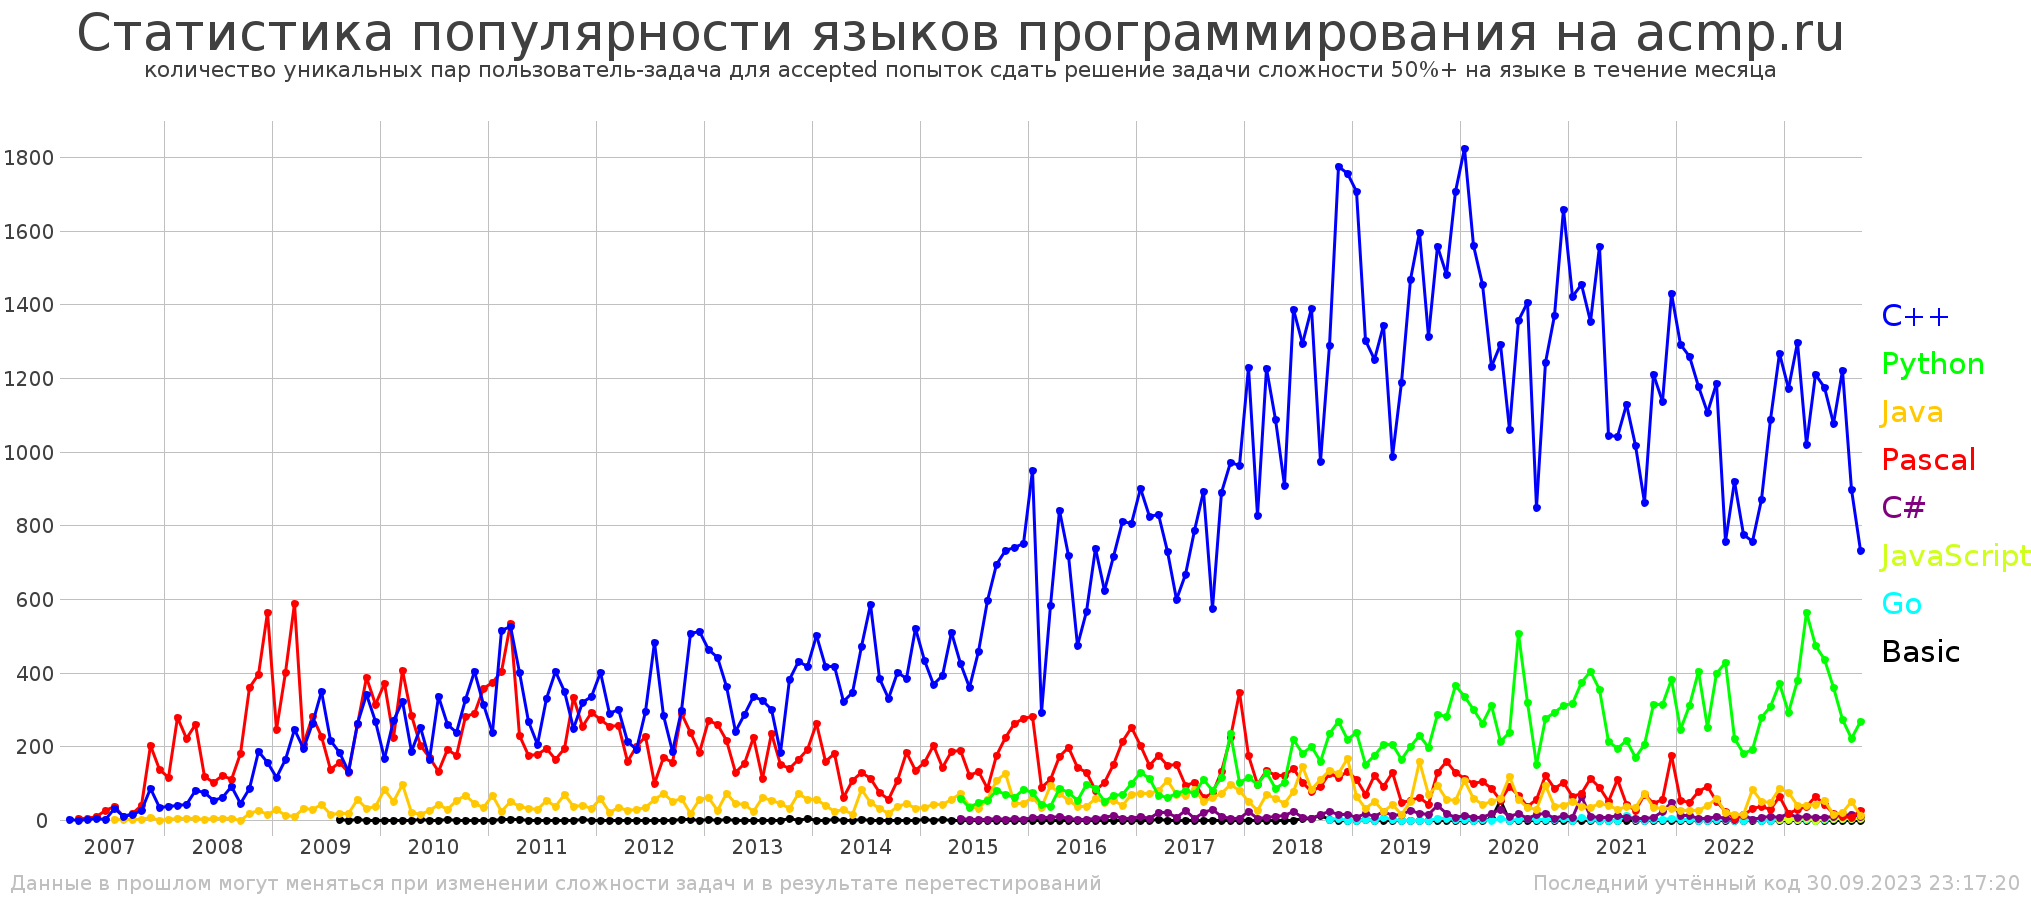 Статистика популярности языков программирования на acmp.ru
количество уникальных пар пользователь-задача для accepted попыток сдать решение задачи сложности 50%+ на языке в течение месяца
1800
1600
1400
1200
1000
800
600
400
200
0
C++
Python
Java
Pascal
C#
JavaScript
Go
Basic
2007 2008 2009 2010 2011 2012 2013 2014 2015 2016 2017 2018 2019 2020 2021 2022
Данные в прошлом могут меняться при изменении сложности задач и в результате перетестирований
Последний учтённый код 30.09.2023 23:17:20